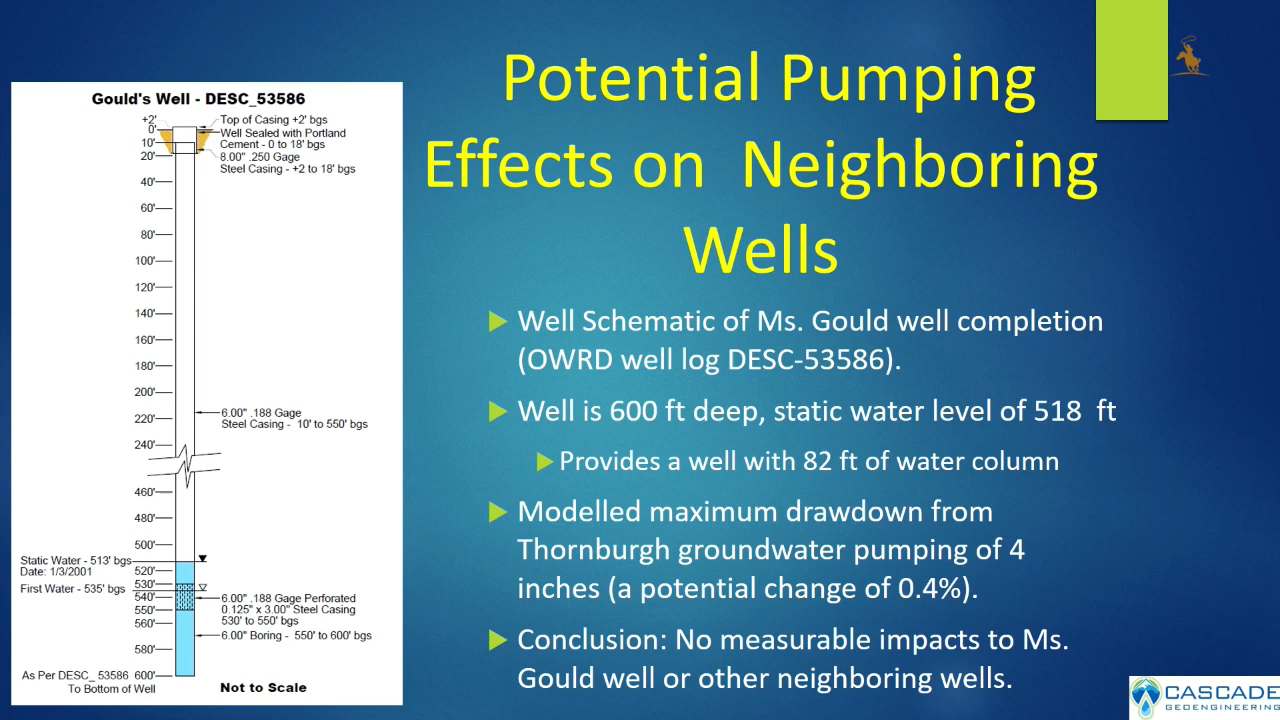 Potential Pumping
Effects on Neighboring
Wells
Gould's Well - DESC_53586
+2'
0'
10'
20'
40'
60'
80'
100'
120'
140'
160'
180'
200'
220'
240'
460'
480'
500'
520'
530'
540'
550'
560'
580'
600'
Top of Casing +2' bgs
Well Sealed with Portland
Cement - 0 to 18' bgs
8.00" .250 Gage
Steel Casing - +2 to 18' bgs
6.00" .188 Gage
Steel Casing - 10' to 550' bgs
Static Water - 513' bgs
Date: 1/3/2001
First Water - 535' bgs
6.00" .188 Gage Perforated
0.125" x 3.00" Steel Casing
530' to 550' bgs
6.00" Boring - 550' to 600' bgs
As Per DESC_ 53586
To Bottom of Well
Not to Scale
Well Schematic of Ms. Gould well completion
(OWRD well log DESC-53586).
Well is 600 ft deep, static water level of 518 ft
Provides a well with 82 ft of water column
Modelled maximum drawdown from
Thornburgh groundwater pumping of 4
inches (a potential change of 0.4%).
Conclusion: No measurable impacts to Ms.
Gould well or other neighboring wells.
CASCADE
GEOENGINEERING